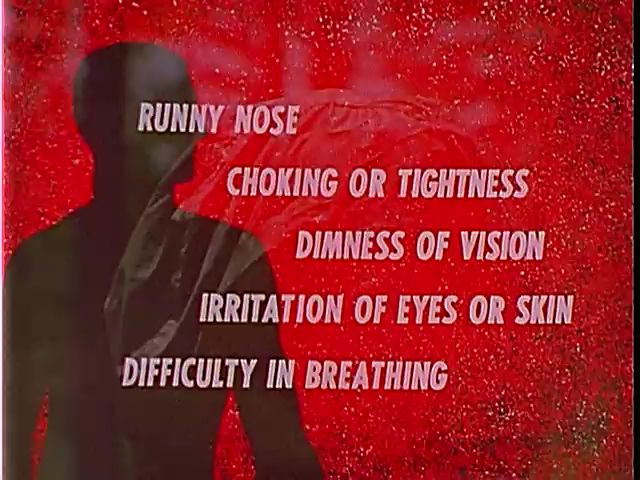 RUNNY NOSE
CHOKING OR TIGHTNESS
DIMNESS OF VISION
IRRITATION OF EYES OR SKIN
DIFFICULTY IN BREATHING